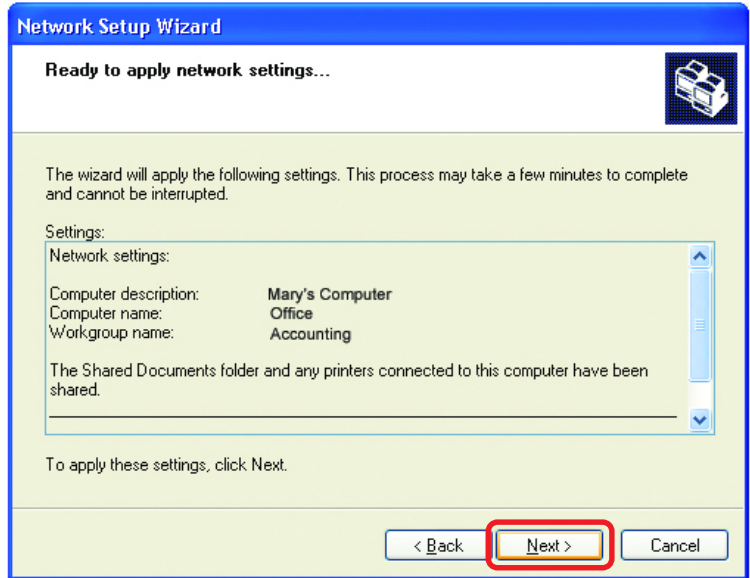 Network Setup Wizard
Ready to apply network settings...
The wizard will apply the following settings. This process may take a few minutes to complete
and cannot be interrupted.
Settings:
Network settings:
Computer description: Mary's Computer
Computer name: Office
Workgroup name: Accounting
The Shared Documents folder and any printers connected to this computer have been
shared.
To apply these settings, click Next.
< Back Next > Cancel